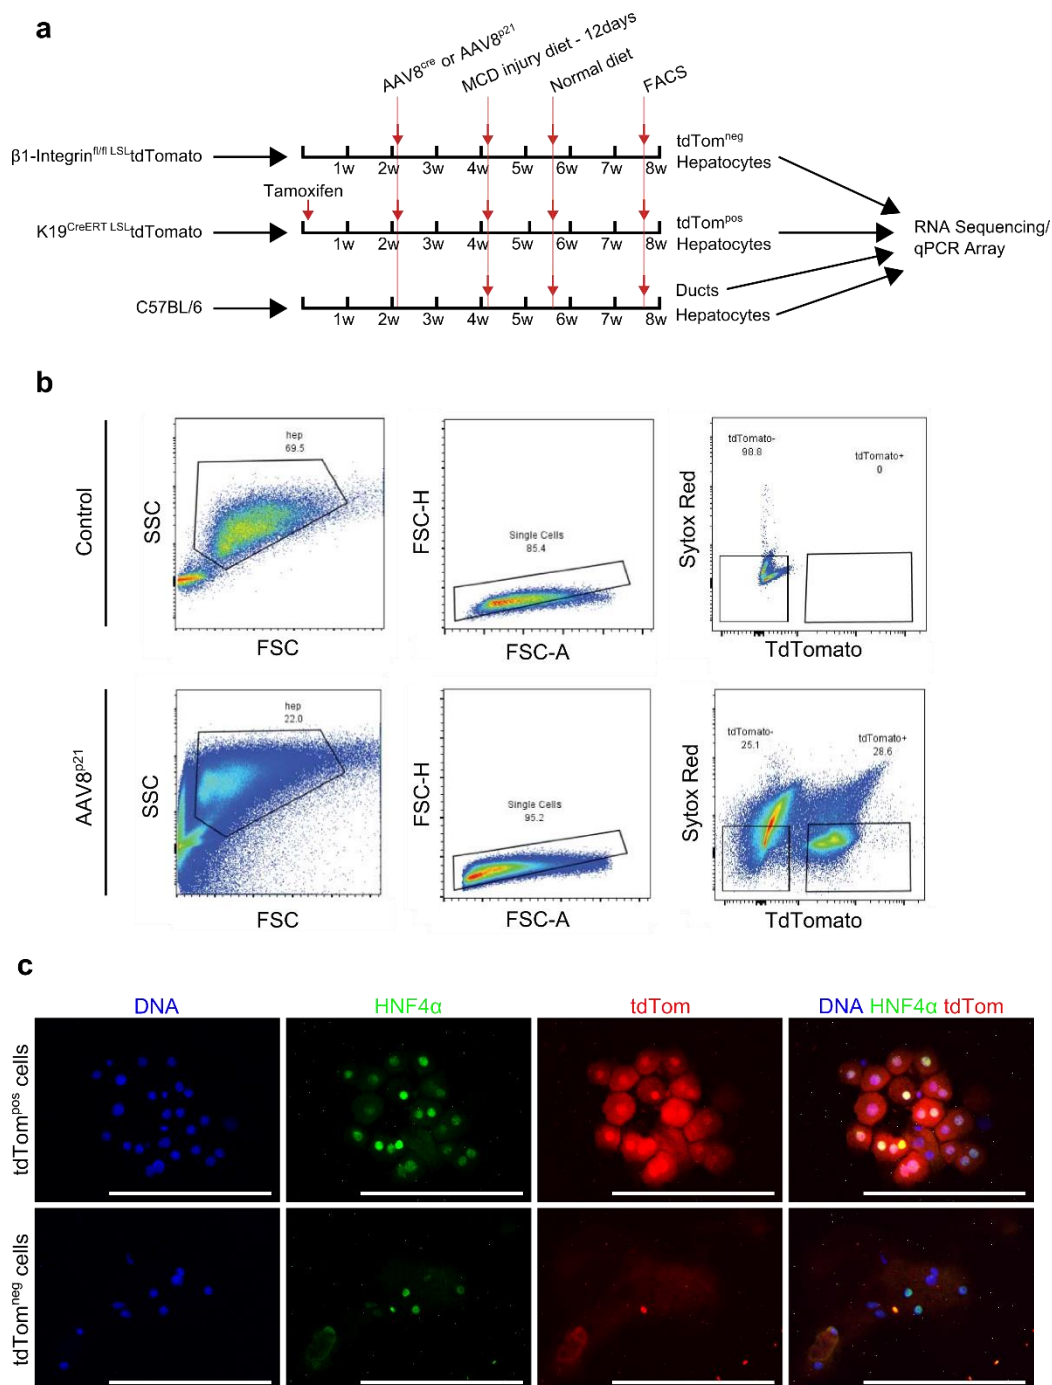 a
AAV8cre or AAV8p21
MCD injury diet - 12days
Normal diet
FACS
β1-Integrinfl/fl LSLtdTomato
1w 2w 3w 4w 5w 6w 7w 8w
tdTomneg
Hepatocytes
Tamoxifen
K19CreERT LSLtdTomato
1w 2w 3w 4w 5w 6w 7w 8w
tdTompos
Hepatocytes
RNA Sequencing/
qPCR Array
C57BL/6
1w 2w 3w 4w 5w 6w 7w 8w
Ducts
Hepatocytes
b
Control
SSC
hep
69.5
FSC
FSC-H
Single Cells
85.4
FSC-A
Sytox Red
tdTomato-
98.8
tdTomato+
0
TdTomato
AAV8p21
SSC
hep
22.0
FSC
FSC-H
Single Cells
95.2
FSC-A
Sytox Red
tdTomato-
25.1
tdTomato+
28.6
TdTomato
c
DNA
HNF4α
tdTom
DNA HNF4α tdTom
tdTompos cells
tdTomneg cells